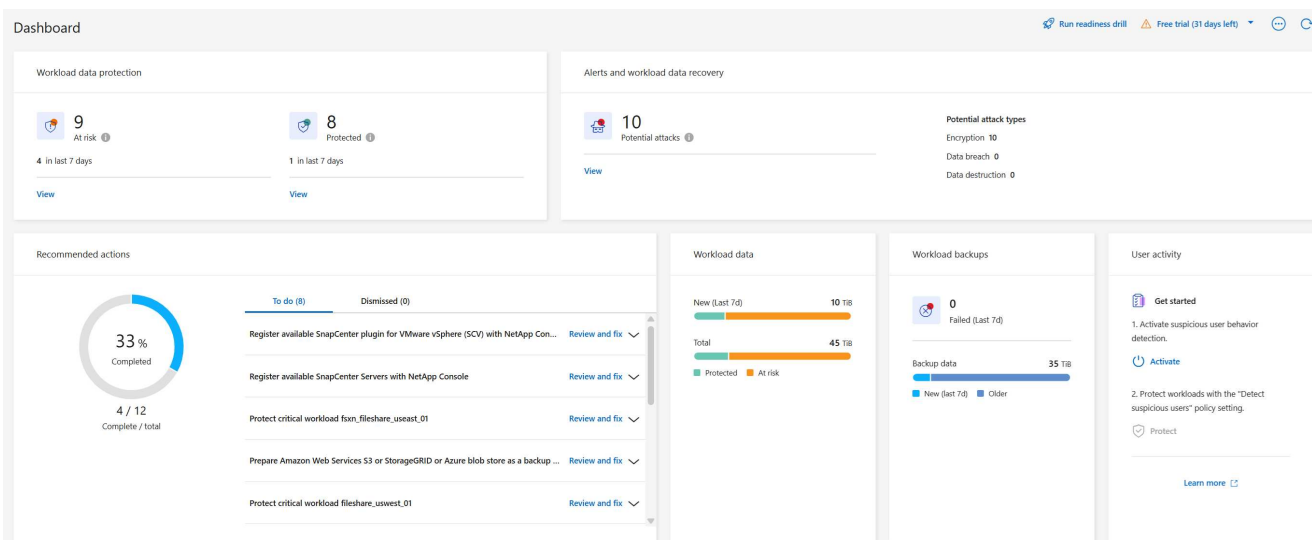 Dashboard
Run readiness drill
Free trial (31 days left)
Workload data protection
9
At risk
4 in last 7 days
View
8
Protected
1 in last 7 days
View
Alerts and workload data recovery
10
Potential attacks
View
Potential attack types
Encryption 10
Data breach 0
Data destruction 0
Recommended actions
33 %
Completed
4 / 12
Complete / total
To do (8)
Dismissed (0)
Register available SnapCenter plugin for VMware vSphere (SCV) with NetApp Con... Review and fix
Register available SnapCenter Servers with NetApp Console Review and fix
Protect critical workload fsxn_fileshare_useast_01 Review and fix
Prepare Amazon Web Services S3 or StorageGRID or Azure blob store as a backup ... Review and fix
Protect critical workload fileshare_uswest_01 Review and fix
Workload data
New (Last 7d) 10 TiB
Total 45 TiB
Protected At risk
Workload backups
0
Failed (Last 7d)
Backup data 35 TiB
New (last 7d) Older
User activity
Get started
1. Activate suspicious user behavior
detection.
Activate
2. Protect workloads with the "Detect
suspicious users" policy setting.
Protect
Learn more